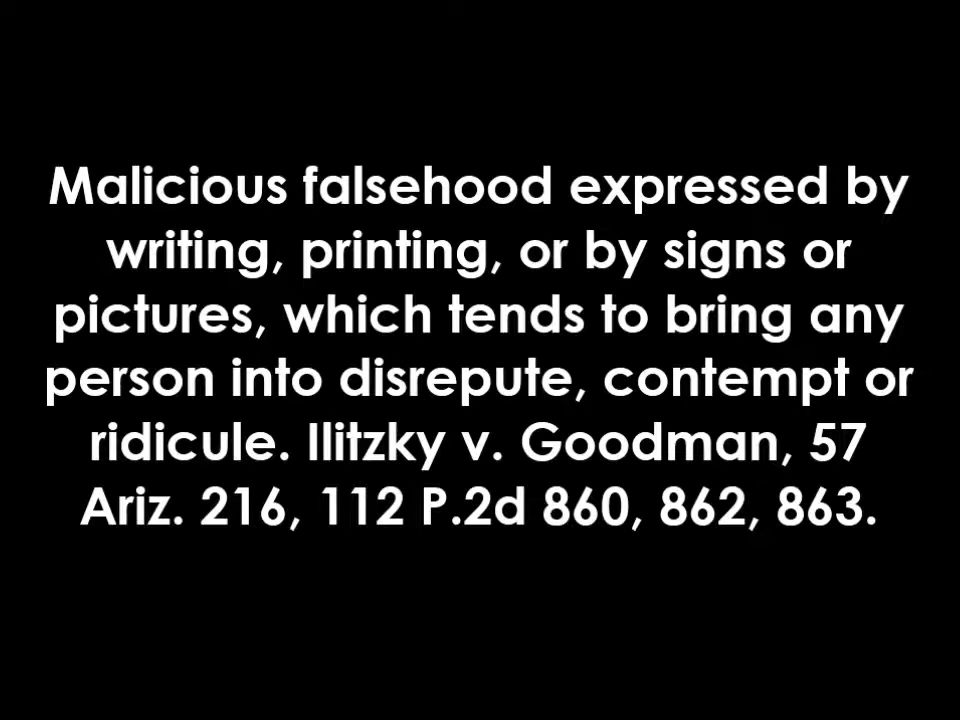 Malicious falsehood expressed by
writing, printing, or by signs or
pictures, which tends to bring any
person into disrepute, contempt or
ridicule. Ilitzky v. Goodman, 57
Ariz. 216, 112 P.2d 860, 862, 863.